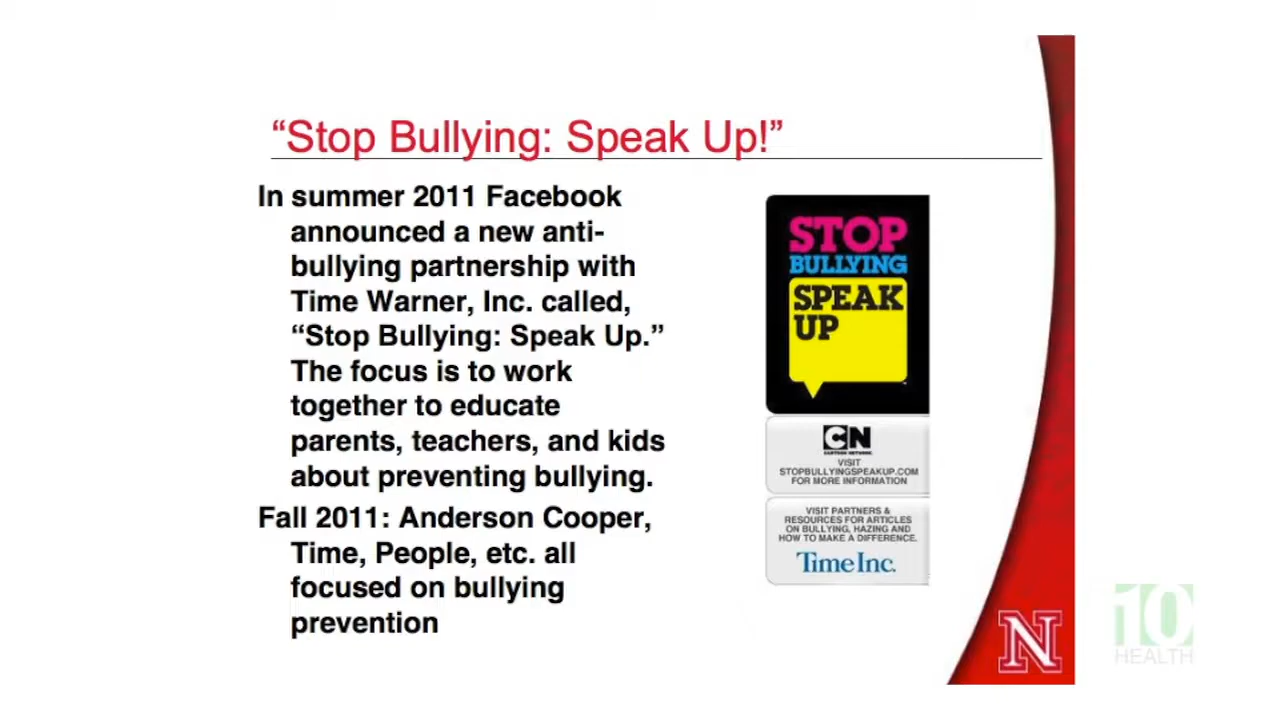 “Stop Bullying: Speak Up!”
In summer 2011 Facebook
announced a new anti-
bullying partnership with
Time Warner, Inc. called,
“Stop Bullying: Speak Up.”
The focus is to work
together to educate
parents, teachers, and kids
about preventing bullying.
Fall 2011: Anderson Cooper,
Time, People, etc. all
focused on bullying
prevention
STOP
BULLYING
SPEAK
UP
CN
CARTOON NETWORK
VISIT
STOPBULLYINGSPEAKUP.COM
FOR MORE INFORMATION
VISIT PARTNERS &
RESOURCES FOR ARTICLES
ON BULLYING, HAZING AND
HOW TO MAKE A DIFFERENCE.
Time Inc.
N
10
HEALTH